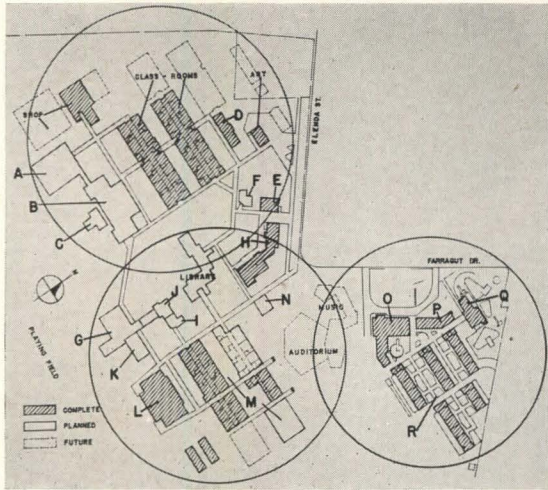 CLASS - ROOMS
ART
SHOP
D
ELENDA ST.
A
F
E
B
C
H
FARRAGUT DR.
LIBRARY
J
N
MUSIC
O
P
Q
G
I
K
AUDITORIUM
PLAYING FIELD
M
L
R
COMPLETE
PLANNED
FUTURE